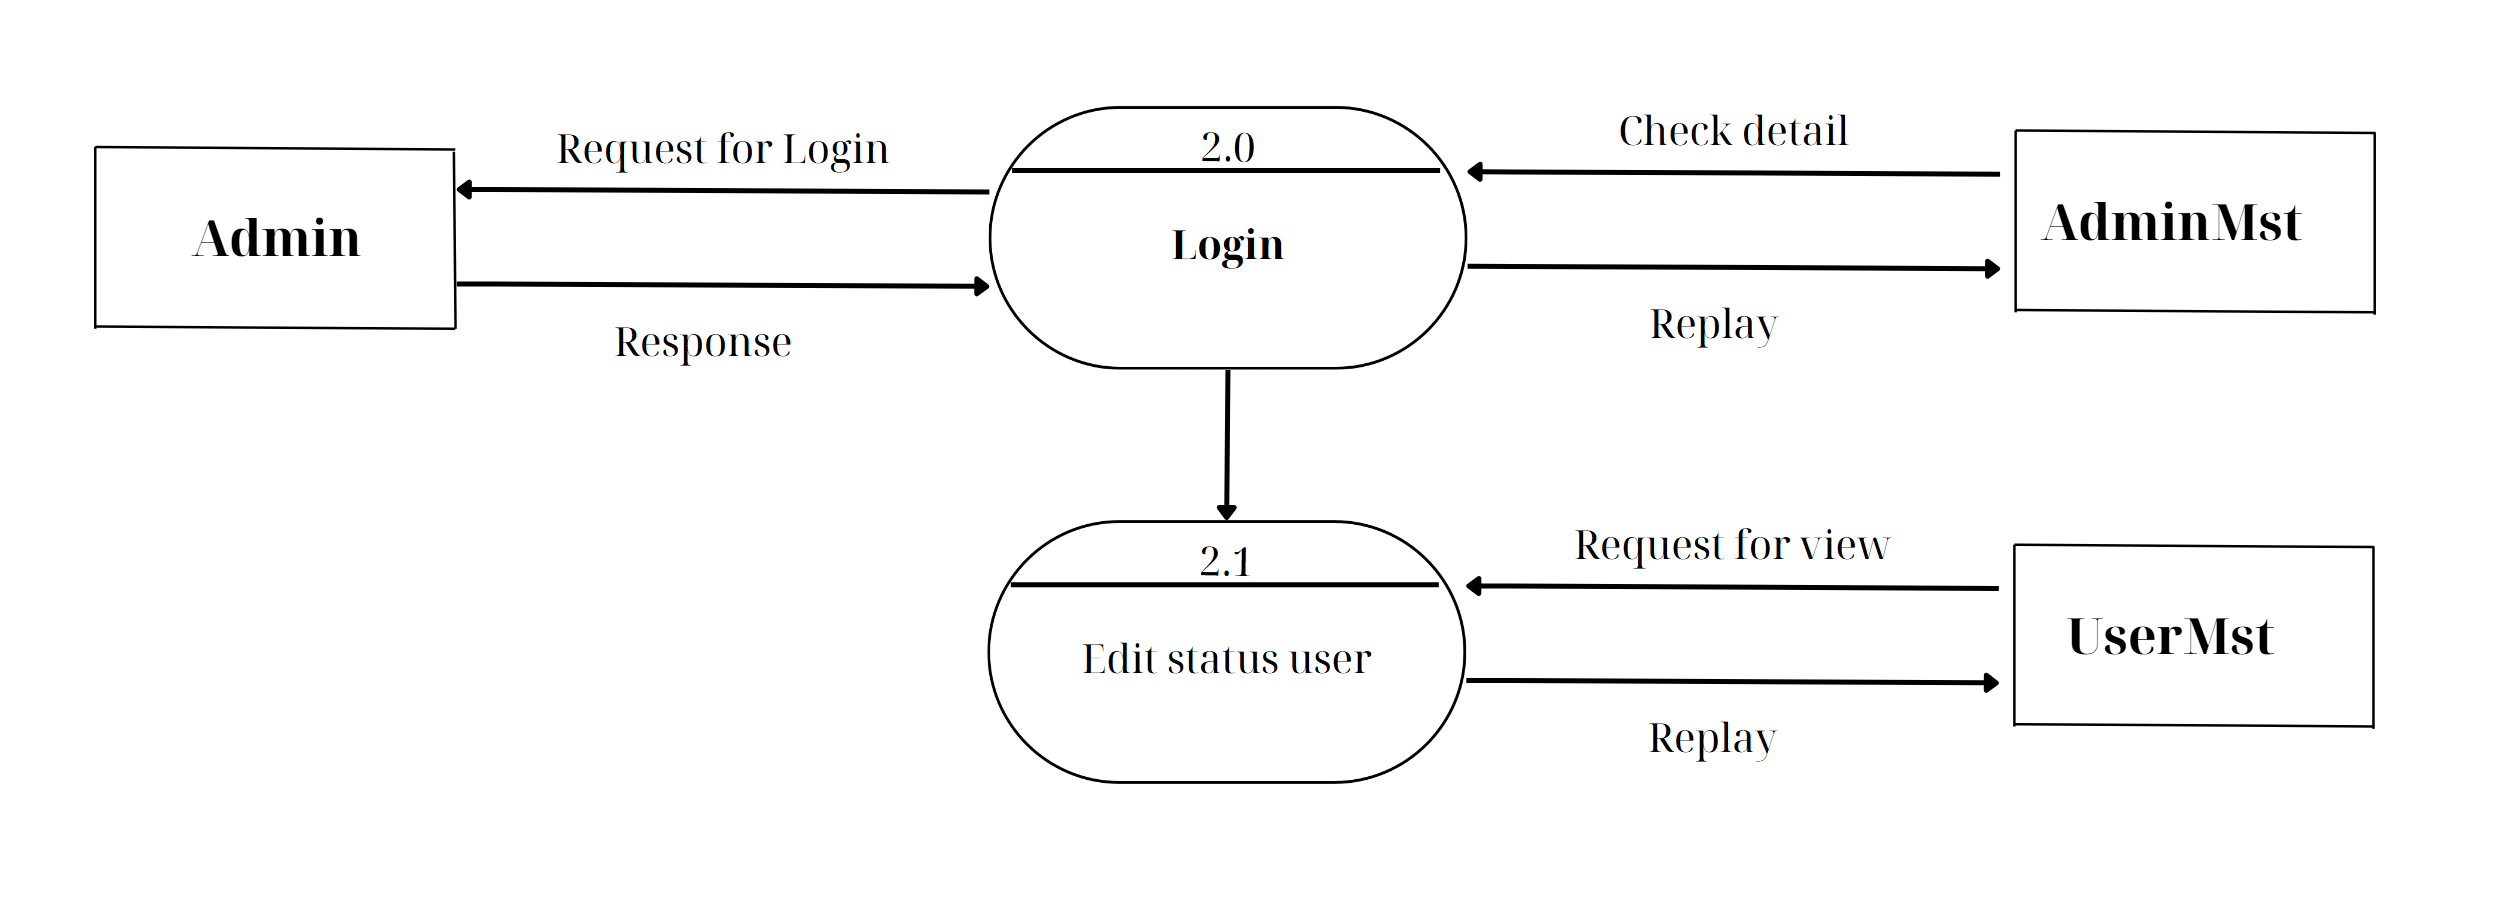 Request for Login
2.0
Check detail
Admin
Login
AdminMst
Response
Replay
2.1
Request for view
Edit status user
UserMst
Replay